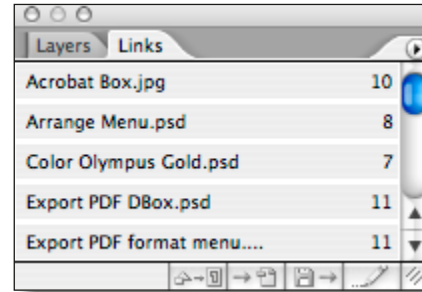 Layers Links
Acrobat Box.jpg 10
Arrange Menu.psd 8
Color Olympus Gold.psd 7
Export PDF DBox.psd 11
Export PDF format menu.... 11